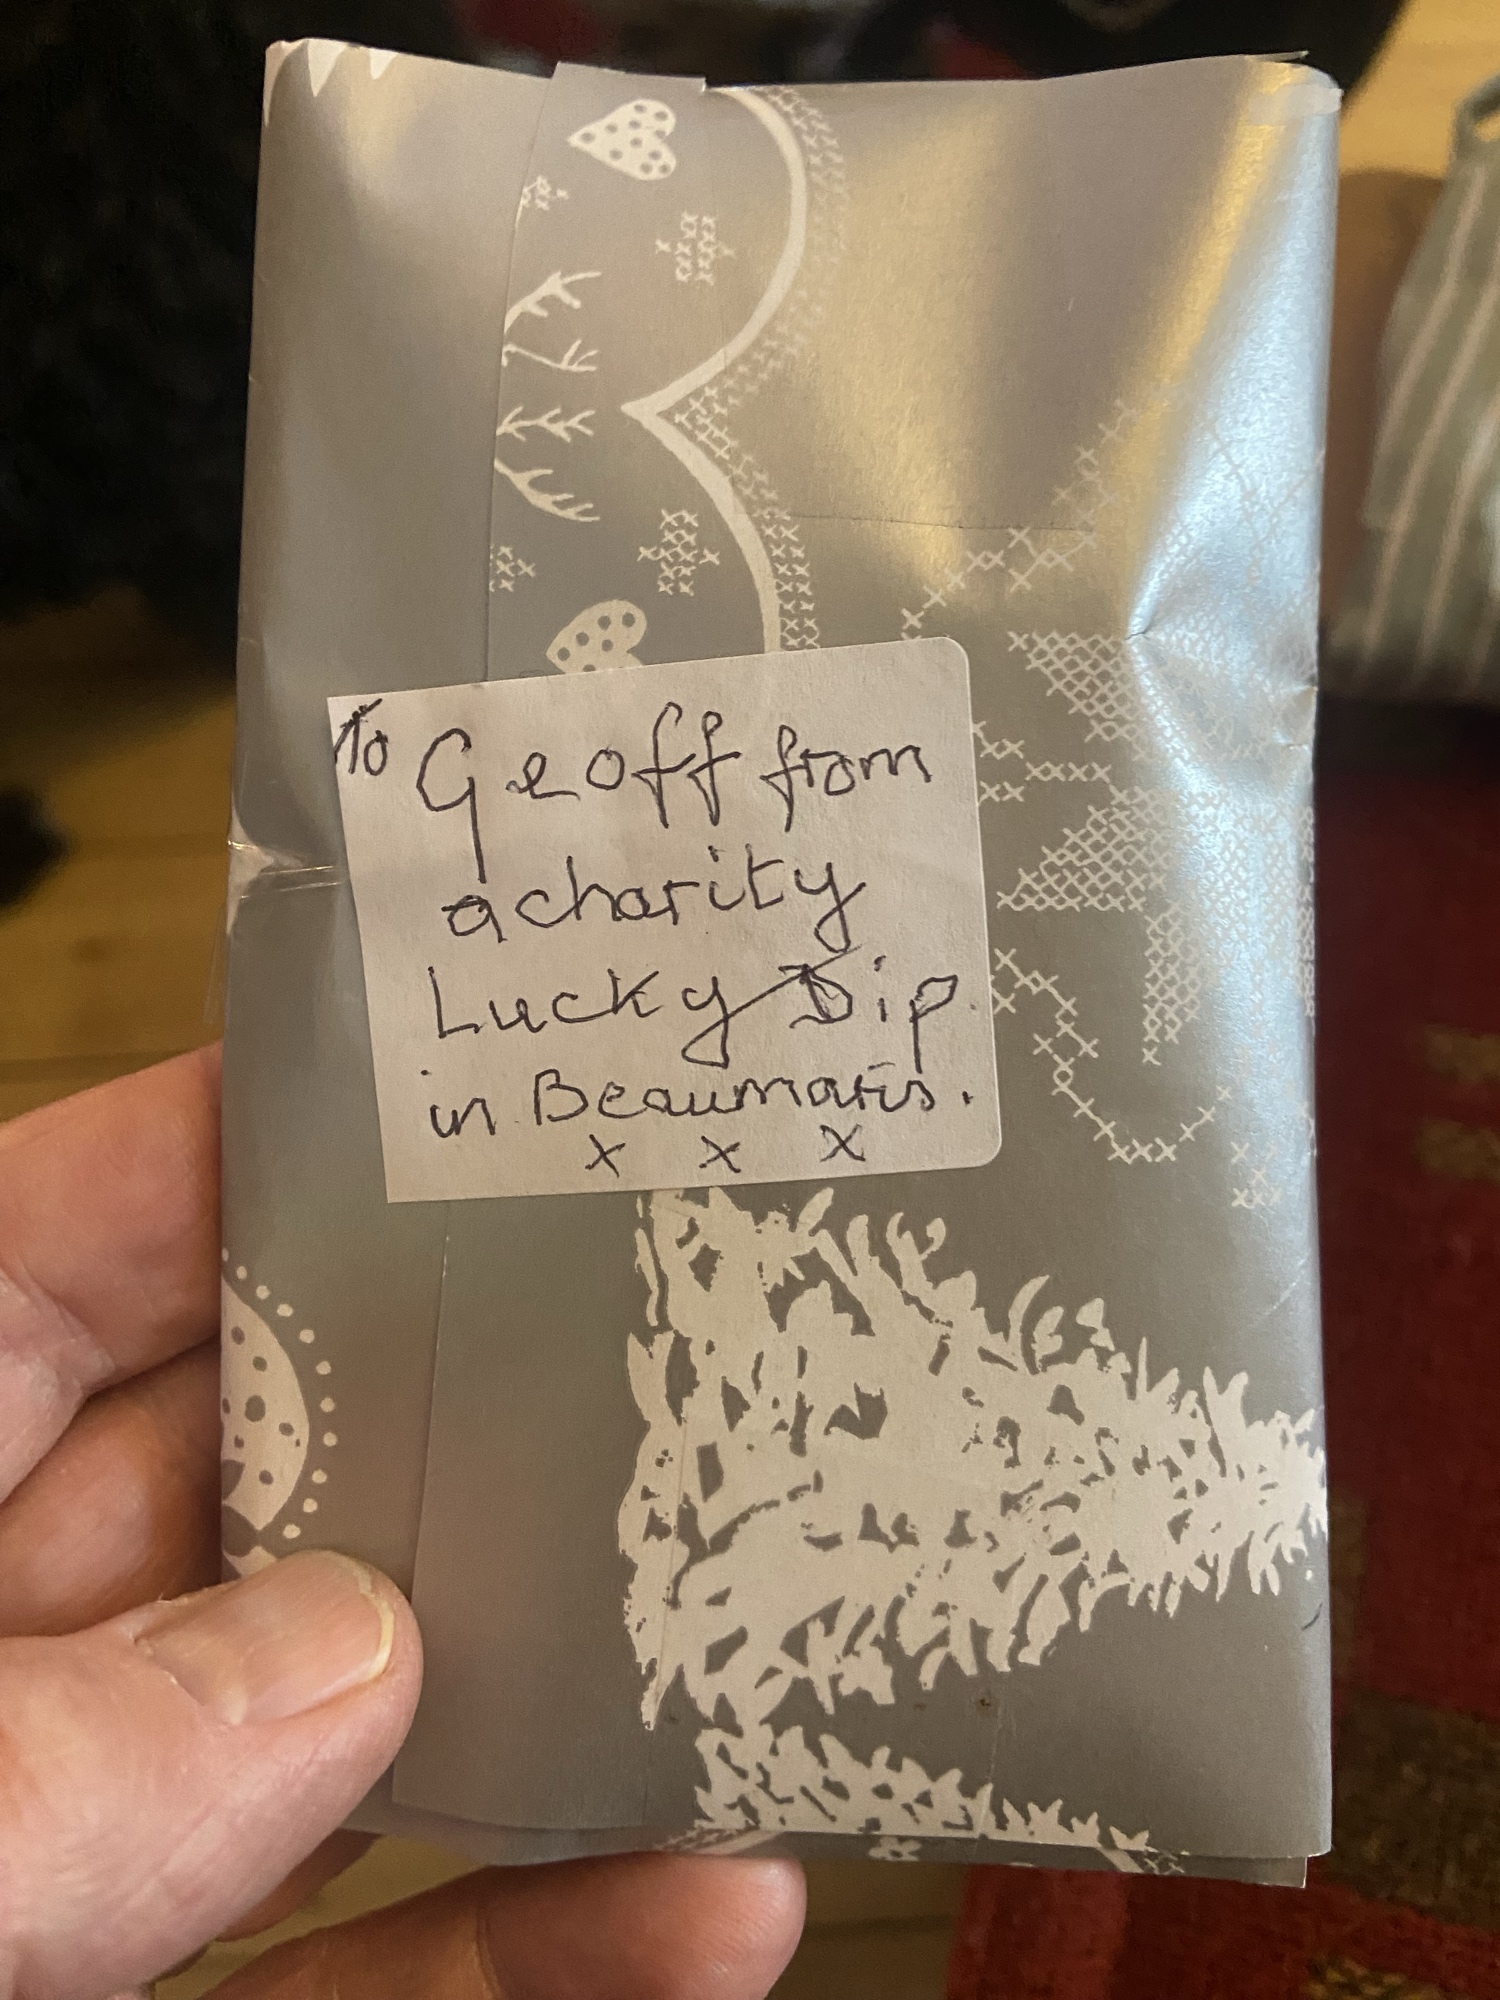 To Geoff from
a charity
Lucky Dip
in Beaumaris.
x x x